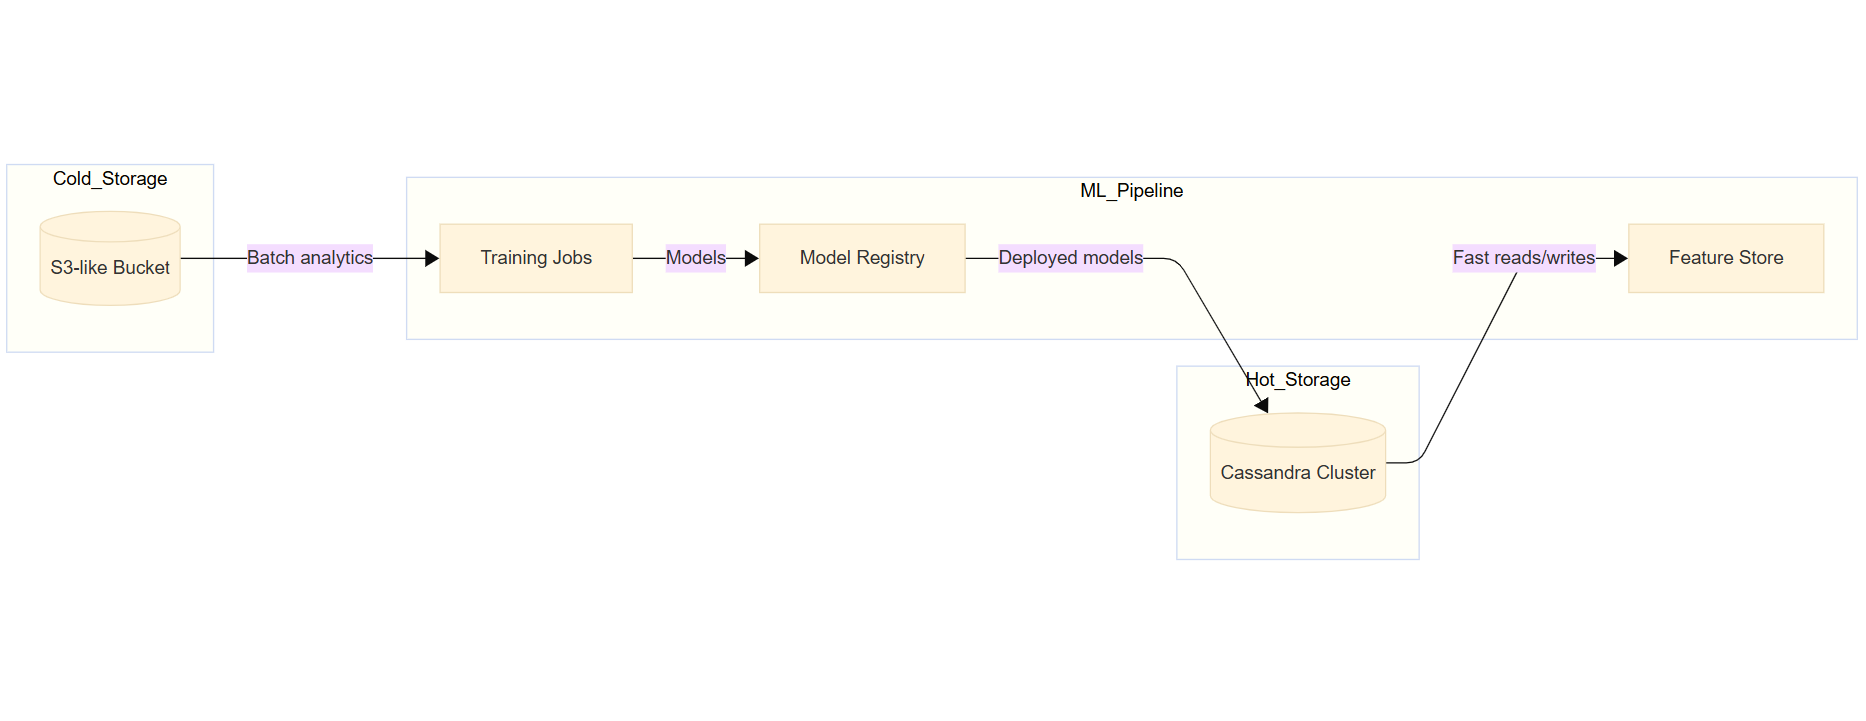 Cold_Storage
S3-like Bucket
Batch analytics
ML_Pipeline
Training Jobs
Models
Model Registry
Deployed models
Fast reads/writes
Feature Store
Hot_Storage
Cassandra Cluster